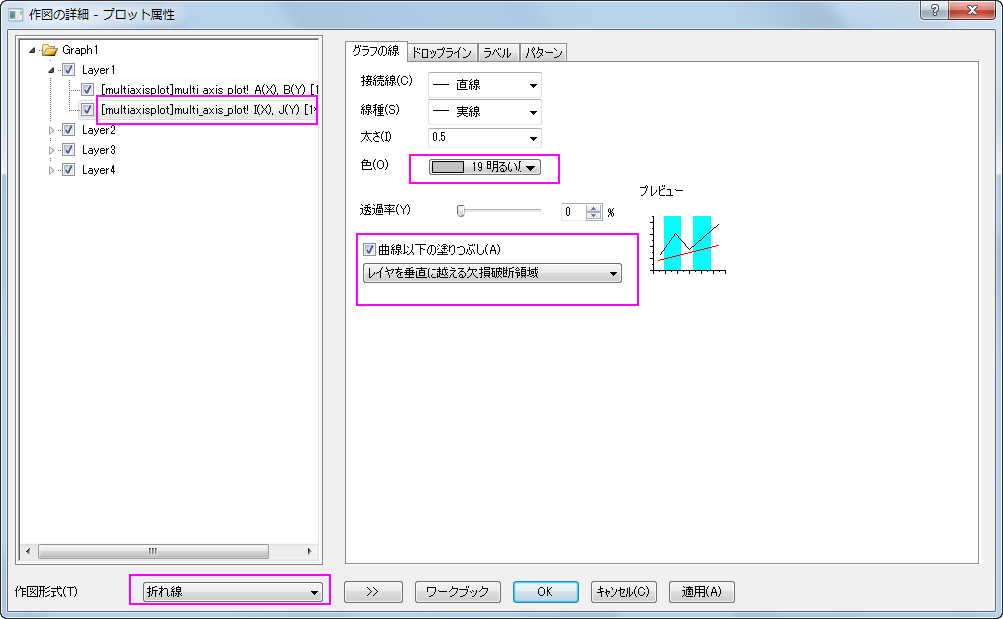 作図の詳細 - プロット属性
Graph1
Layer1
[multiaxisplot]multi axis plot! A(X), B(Y) [1
[multiaxisplot]multi_axis_plot! I(X), J(Y) [1*
Layer2
Layer3
Layer4
グラフの線 ドロップライン ラベル パターン
接続線(C) 直線
線種(S) 実線
太さ(I) 0.5
色(O) 19 明るい
透過率(Y) 0 %
プレビュー
曲線以下の塗りつぶし(A)
レイヤを垂直に越える欠損破断領域
作図形式(T) 折れ線 >> ワークブック OK キャンセル(C) 適用(A)